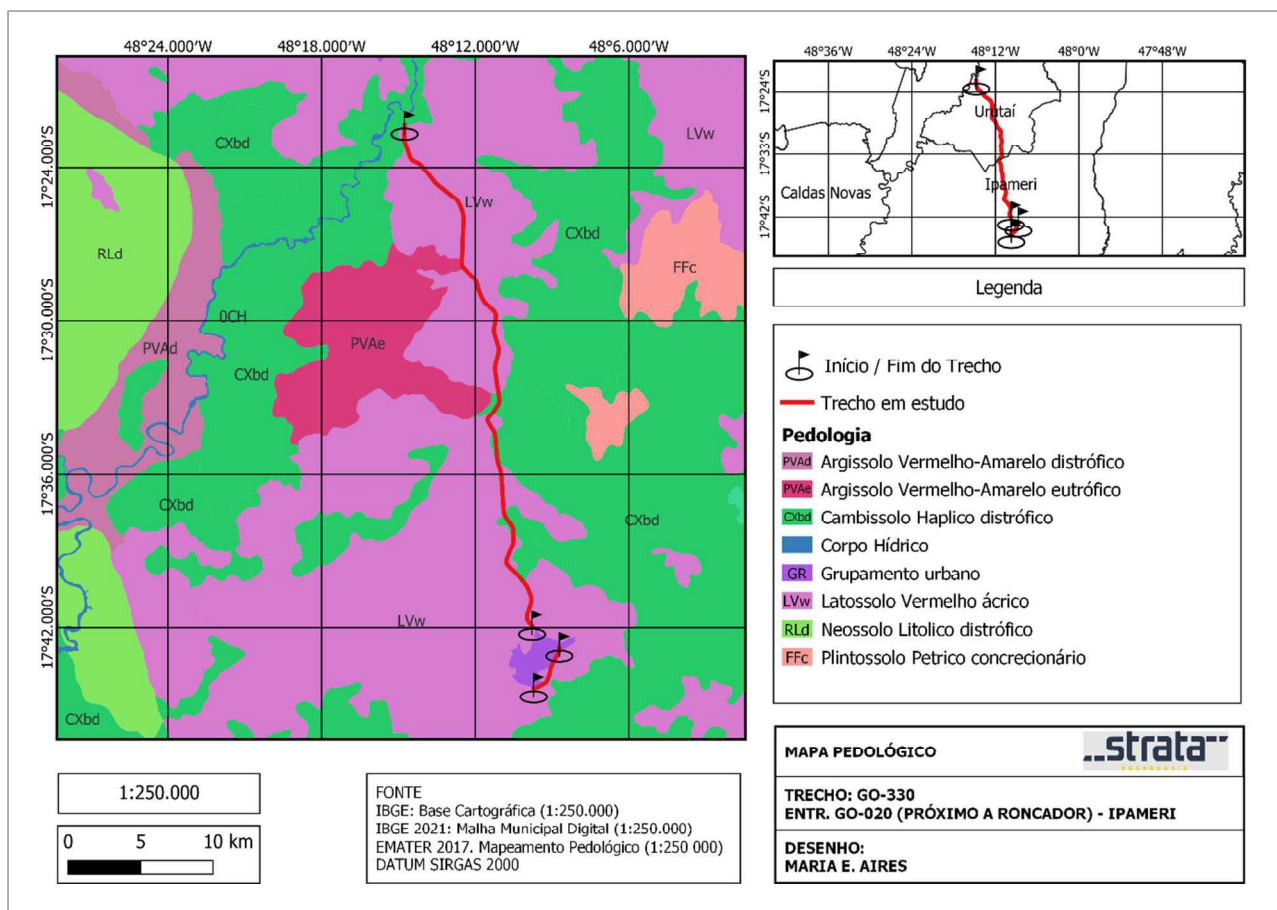 48°24.000'W 48°18.000'W 48°12.000'W 48°6.000'W
17°24.000'S
17°30.000'S
17°36.000'S
17°42.000'S
CXbd
LVw
LVw
CXbd
RLd
FFc
0CH
PVAd
PVAe
CXbd
CXbd
CXbd
LVw
CXbd
48°36'W 48°24'W 48°12'W 48°0'W 47°48'W
17°24'S
17°33'S
17°42'S
Urutaí
Ipameri
Caldas Novas
Legenda
Início / Fim do Trecho
Trecho em estudo
Pedologia
PVAd Argissolo Vermelho-Amarelo distrófico
PVAe Argissolo Vermelho-Amarelo eutrófico
CXbd Cambissolo Haplico distrófico
Corpo Hídrico
GR Grupamento urbano
LVw Latossolo Vermelho ácrico
RLd Neossolo Litolico distrófico
FFc Plintossolo Petrico concrecionário
1:250.000
0 5 10 km
FONTE
IBGE: Base Cartográfica (1:250.000)
IBGE 2021: Malha Municipal Digital (1:250.000)
EMATER 2017. Mapeamento Pedológico (1:250 000)
DATUM SIRGAS 2000
MAPA PEDOLÓGICO
strata
ENGENHARIA
TRECHO: GO-330
ENTR. GO-020 (PRÓXIMO A RONCADOR) - IPAMERI
DESENHO:
MARIA E. AIRES